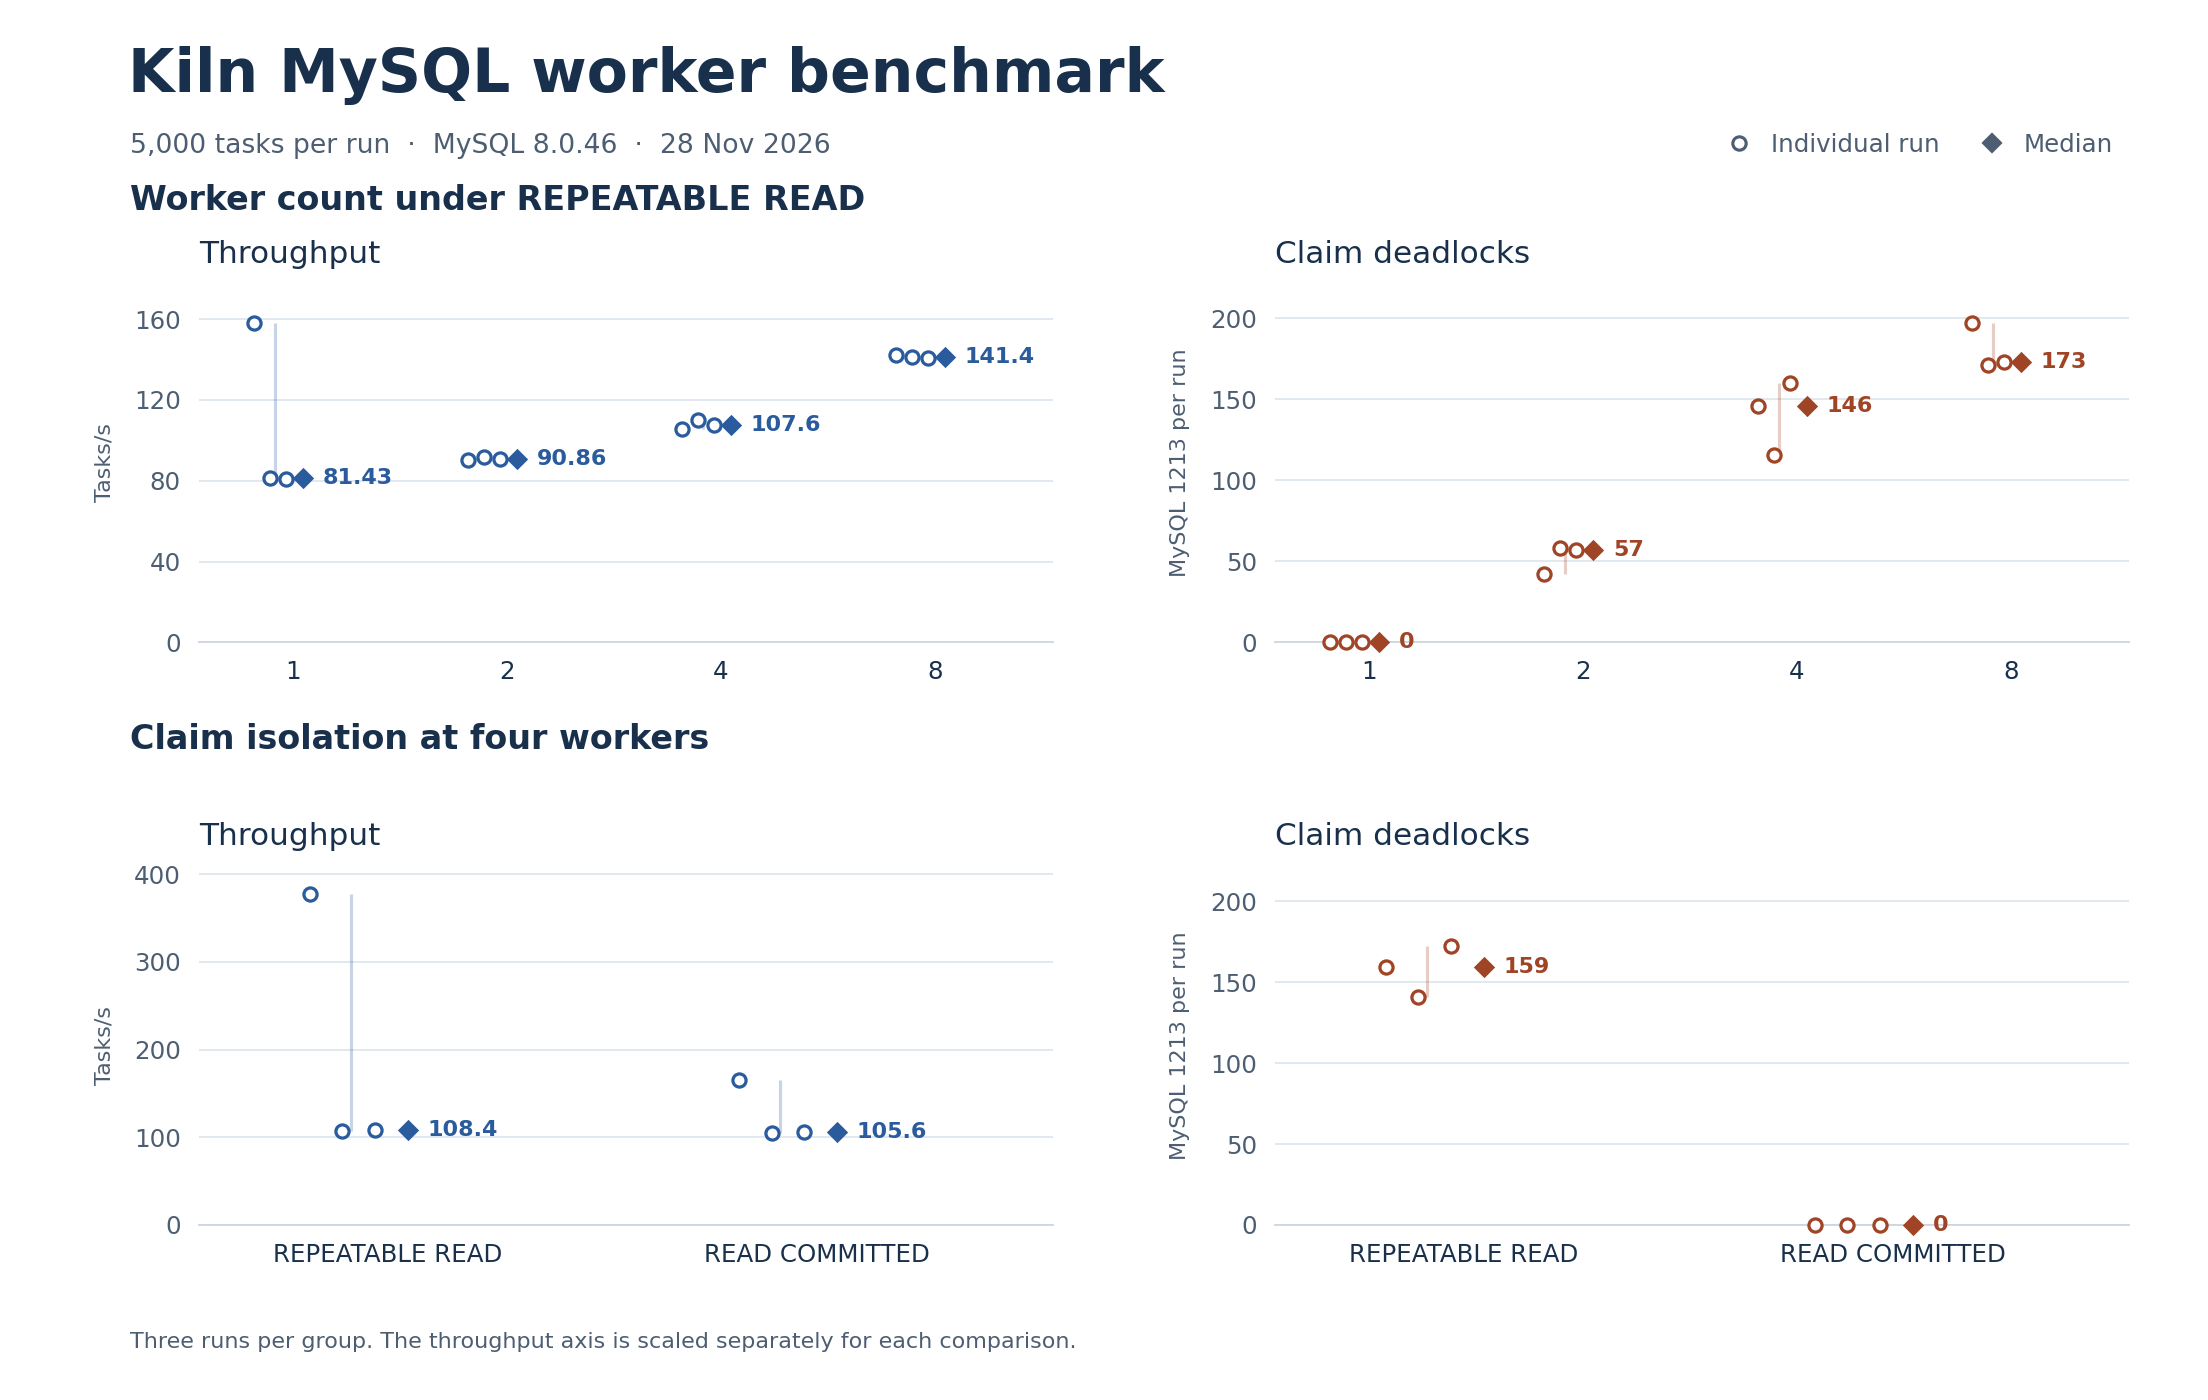 Kiln MySQL worker benchmark
5,000 tasks per run · MySQL 8.0.46 · 28 Nov 2026
Individual run
Median
Worker count under REPEATABLE READ
Throughput
Tasks/s
160
120
80
40
0
81.43
90.86
107.6
141.4
1
2
4
8
Claim deadlocks
MySQL 1213 per run
200
150
100
50
0
0
57
146
173
1
2
4
8
Claim isolation at four workers
Throughput
Tasks/s
400
300
200
100
0
108.4
105.6
REPEATABLE READ
READ COMMITTED
Claim deadlocks
MySQL 1213 per run
200
150
100
50
0
159
0
REPEATABLE READ
READ COMMITTED
Three runs per group. The throughput axis is scaled separately for each comparison.